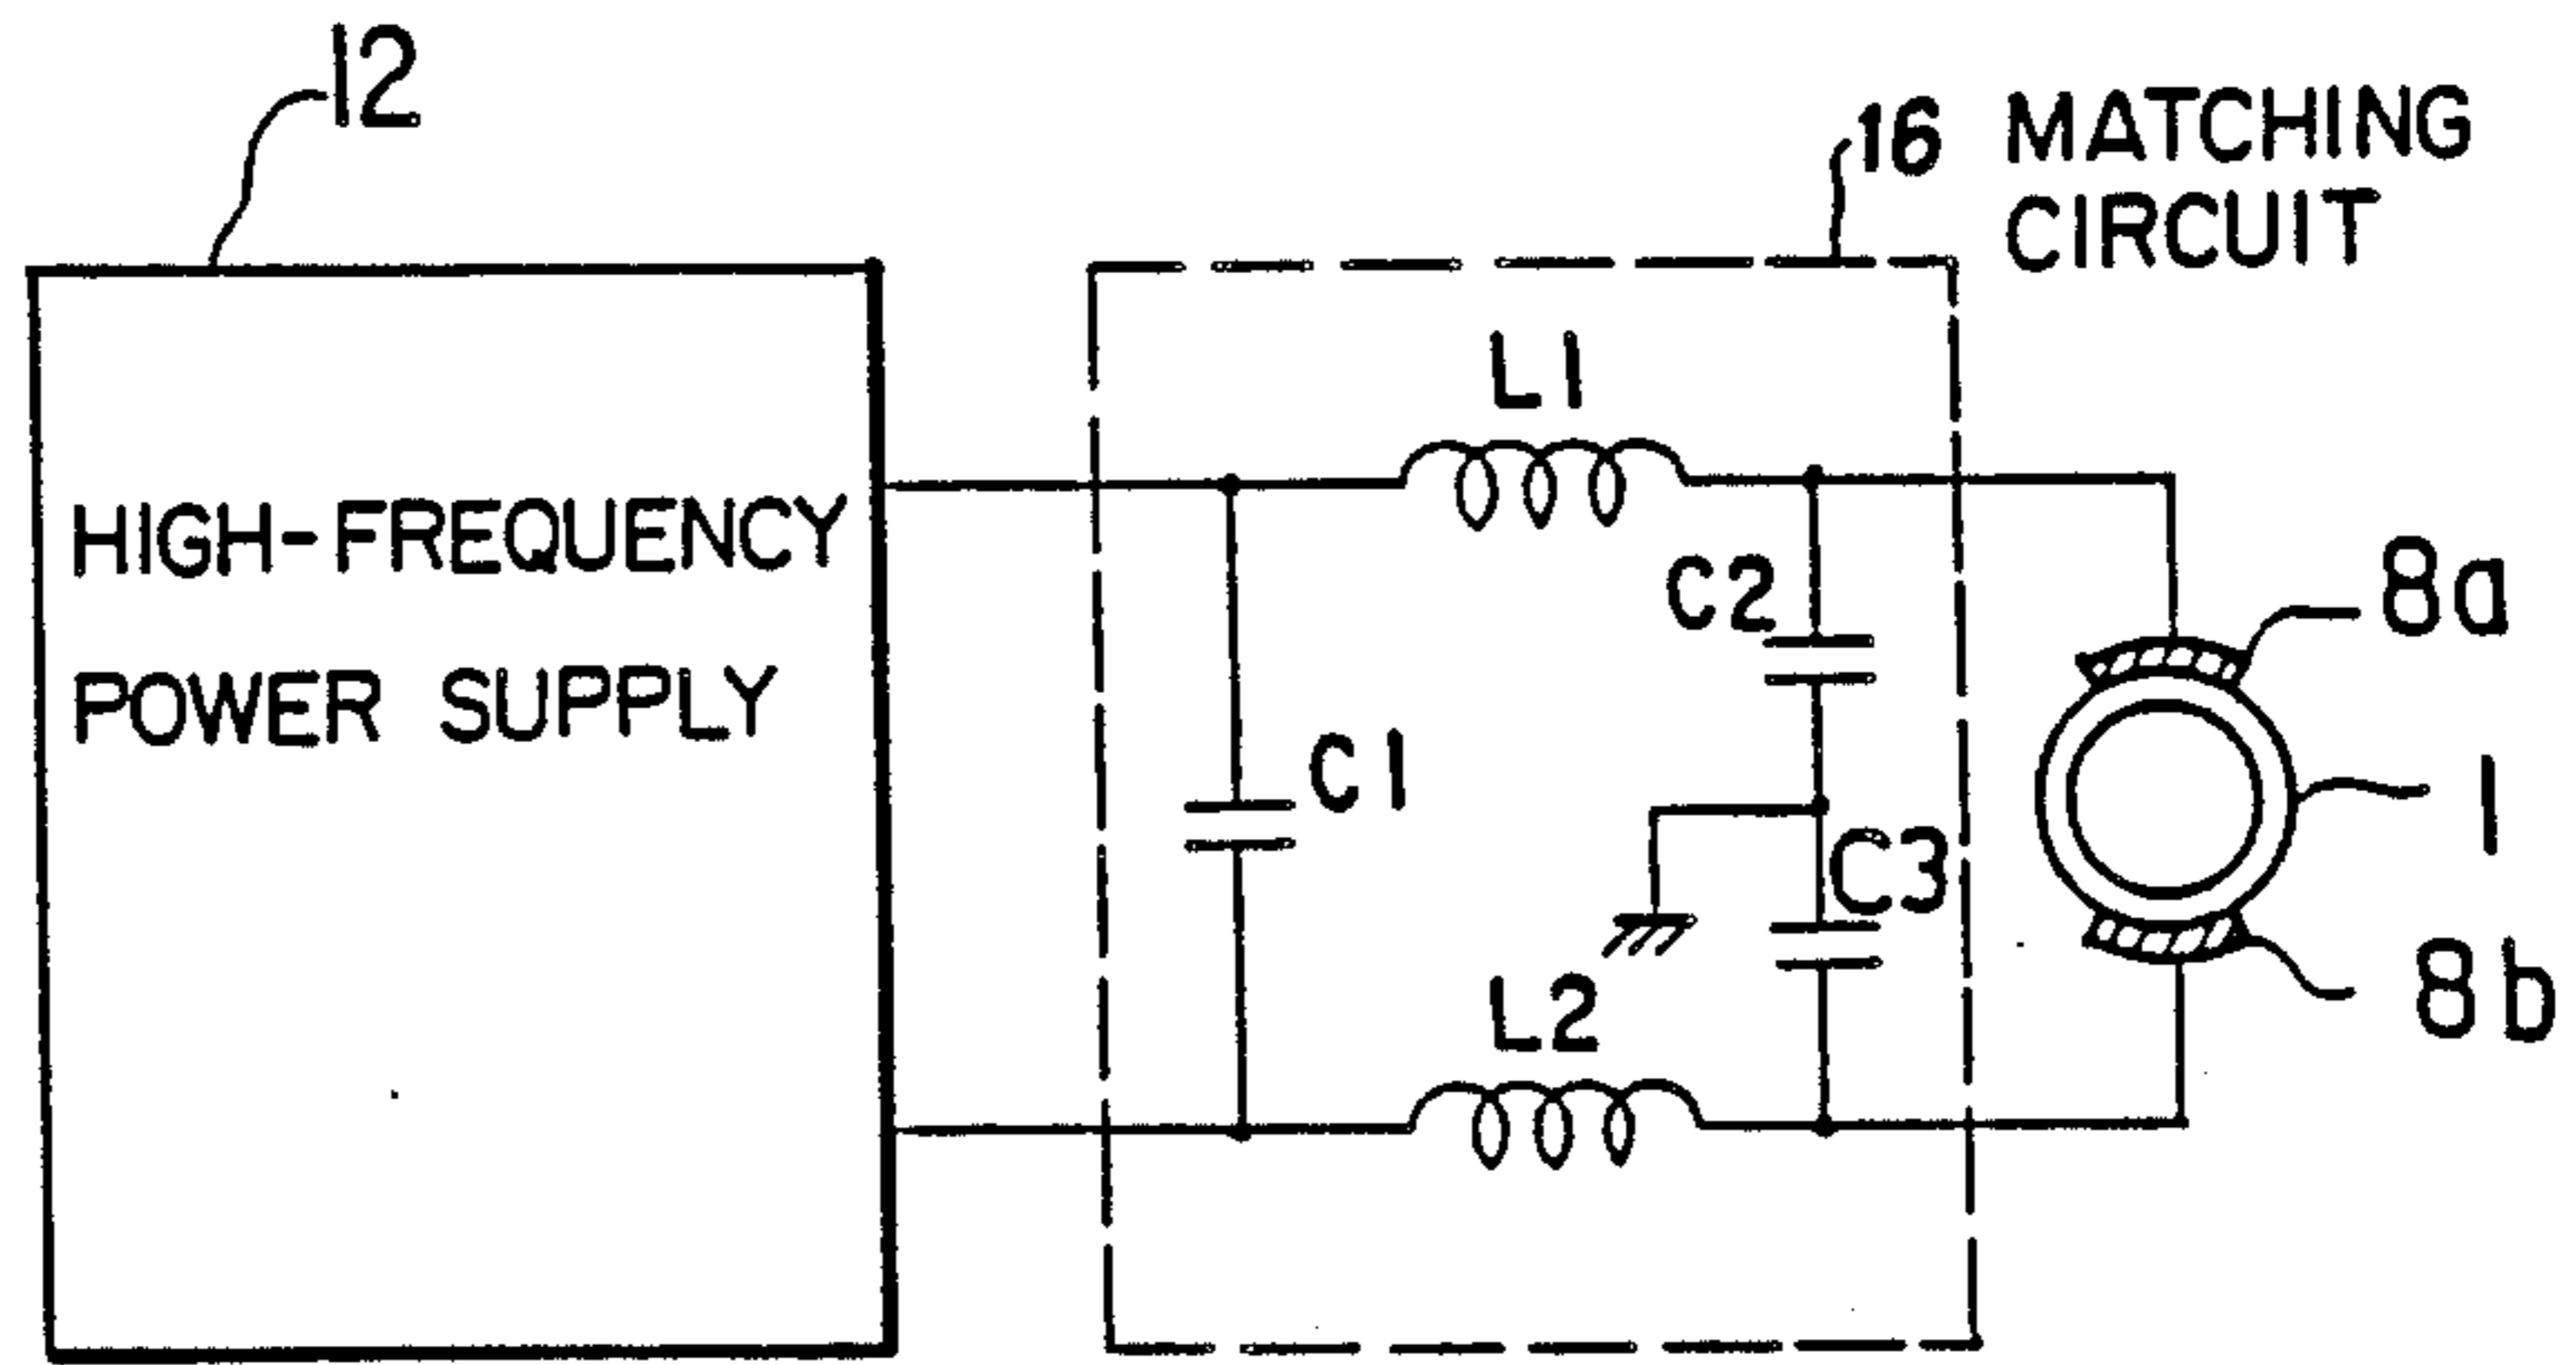 12
16 MATCHING
CIRCUIT
L1
HIGH-FREQUENCY
POWER SUPPLY
C2
8a
C1
1
C3
L2
8b